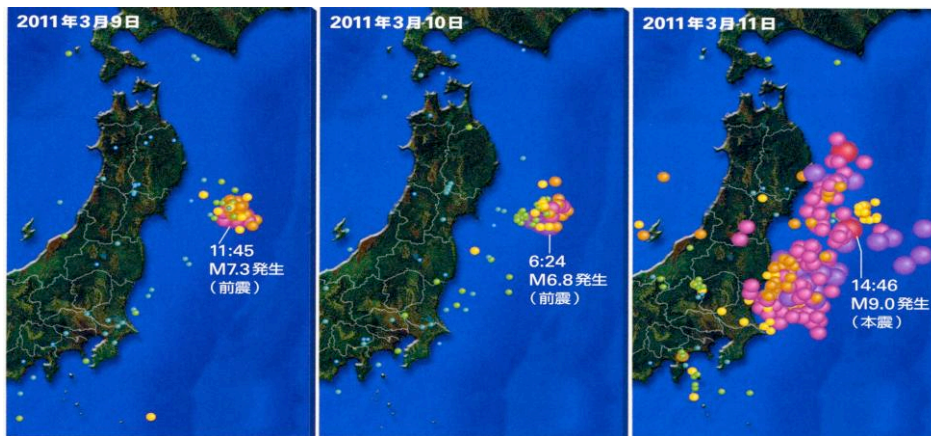 2011年3月9日
11:45
M7.3発生
（前震）
2011年3月10日
6:24
M6.8発生
（前震）
2011年3月11日
14:46
M9.0発生
（本震）